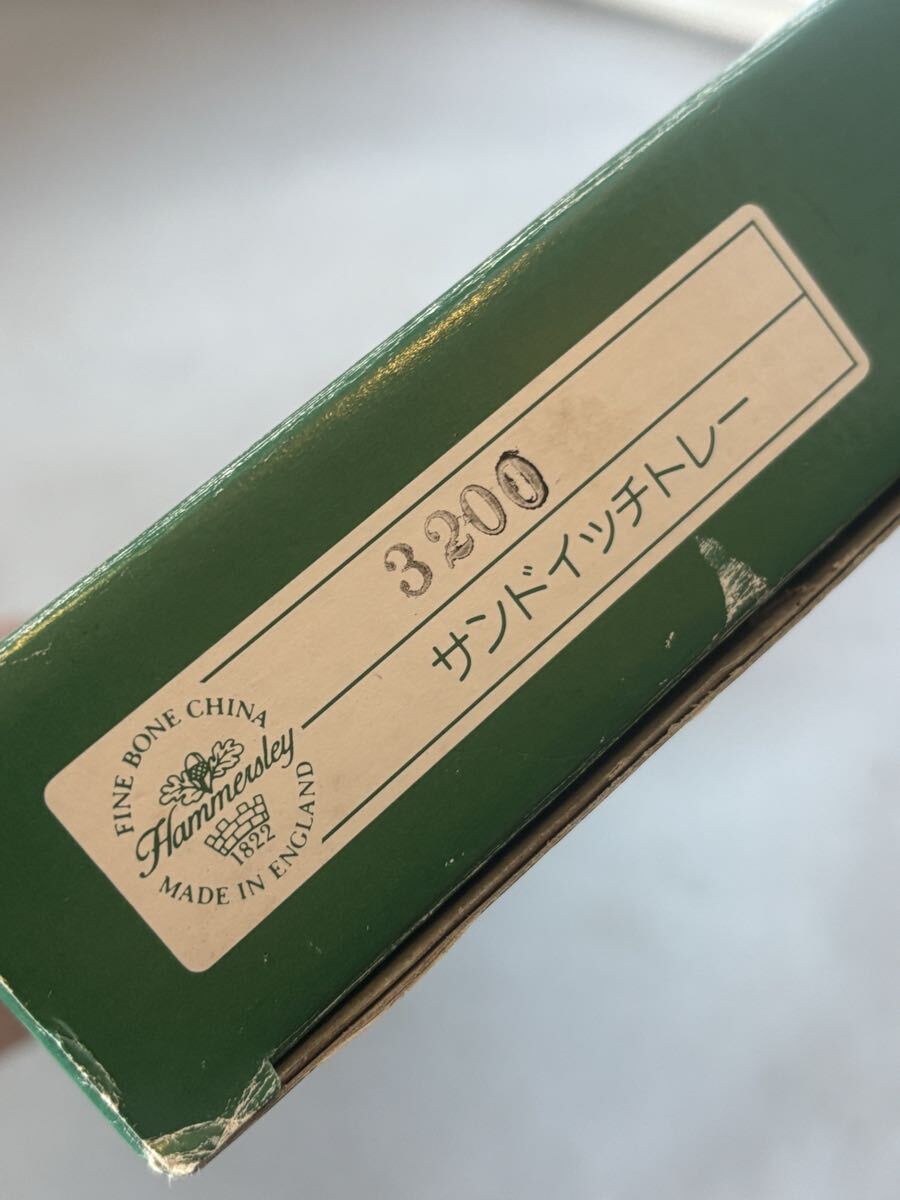 3200
サンドイッチトレー
FINE BONE CHINA
Hammersley
1822
MADE IN ENGLAND